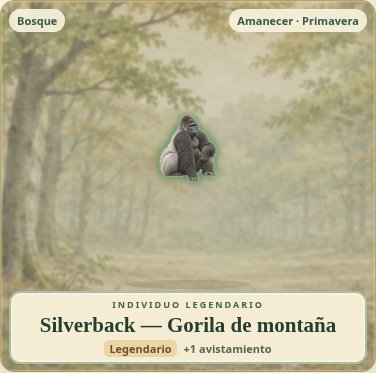 Bosque
Amanecer · Primavera
INDIVIDUO LEGENDARIO
Silverback — Gorila de montaña
Legendario +1 avistamiento